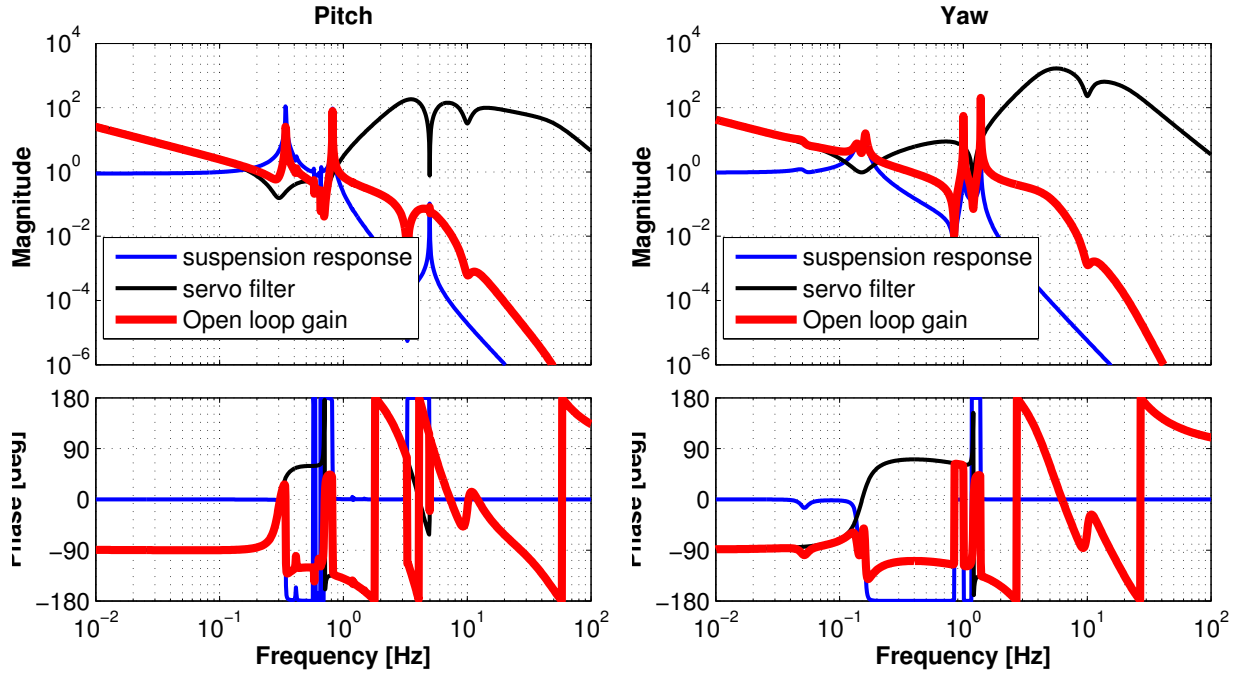 Pitch
Magnitude
10^4
10^2
10^0
10^−2
10^−4
10^−6
suspension response
servo filter
Open loop gain
Phase [deg]
180
90
0
−90
−180
10^−2
10^−1
10^0
10^1
10^2
Frequency [Hz]
Yaw
Magnitude
10^4
10^2
10^0
10^−2
10^−4
10^−6
suspension response
servo filter
Open loop gain
Phase [deg]
180
90
0
−90
−180
10^−2
10^−1
10^0
10^1
10^2
Frequency [Hz]